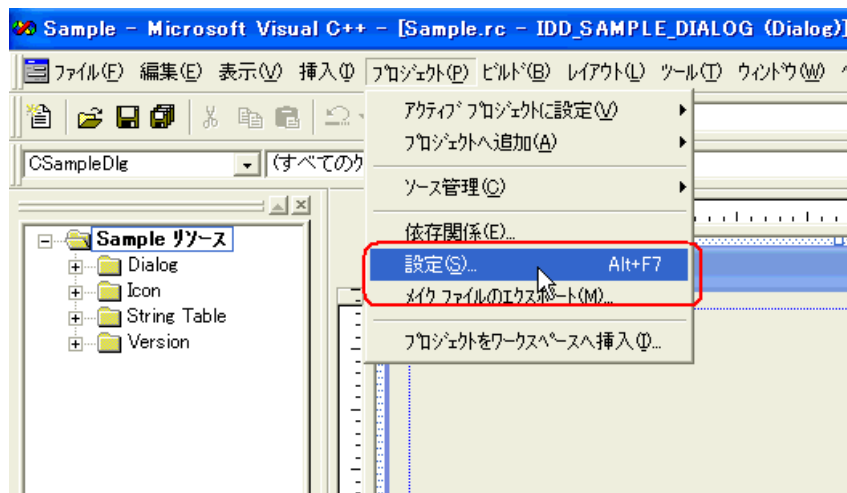 Sample - Microsoft Visual C++ - [Sample.rc - IDD_SAMPLE_DIALOG (Dialog)]
ファイル(F) 編集(E) 表示(V) 挿入(I) プロジェクト(P) ビルド(B) レイアウト(L) ツール(T) ウィンドウ(W)
アクティブ プロジェクトに設定(V)
プロジェクトへ追加(A)
CSampleDlg (すべての
ソース管理(C)
依存関係(E)...
Sample リソース
設定(S)... Alt+F7
Dialog
Icon
メイク ファイルのエクスポート(M)...
String Table
Version
プロジェクトをワークスペースへ挿入(I)...